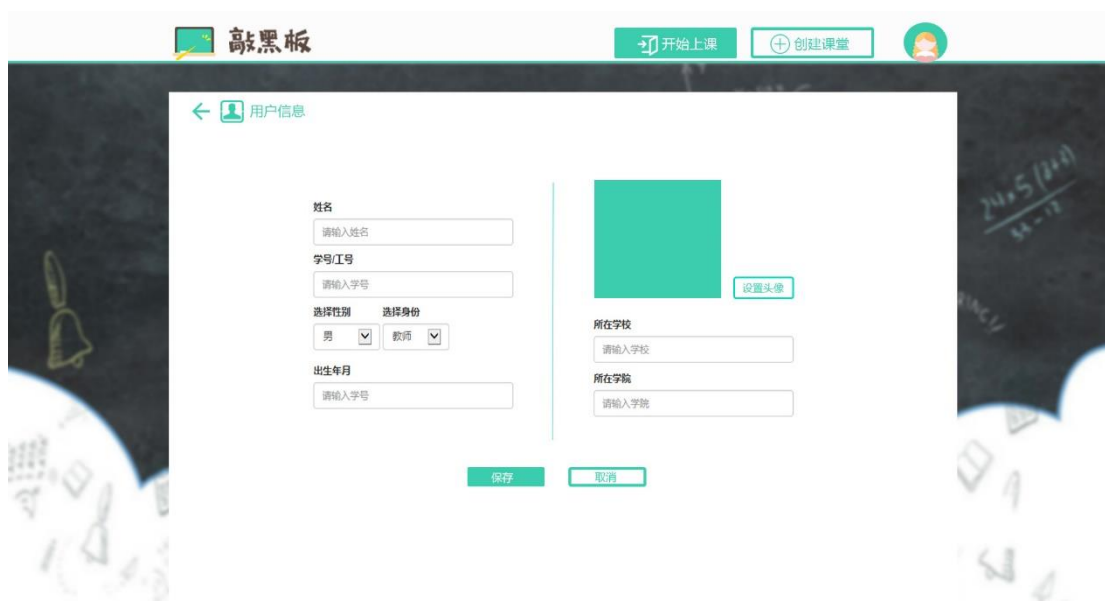 敲黑板
开始上课
创建课堂
用户信息
姓名
请输入姓名
学号/工号
请输入学号
选择性别 选择身份
男 教师
出生年月
请输入学号
设置头像
所在学校
请输入学校
所在学院
请输入学院
保存 取消